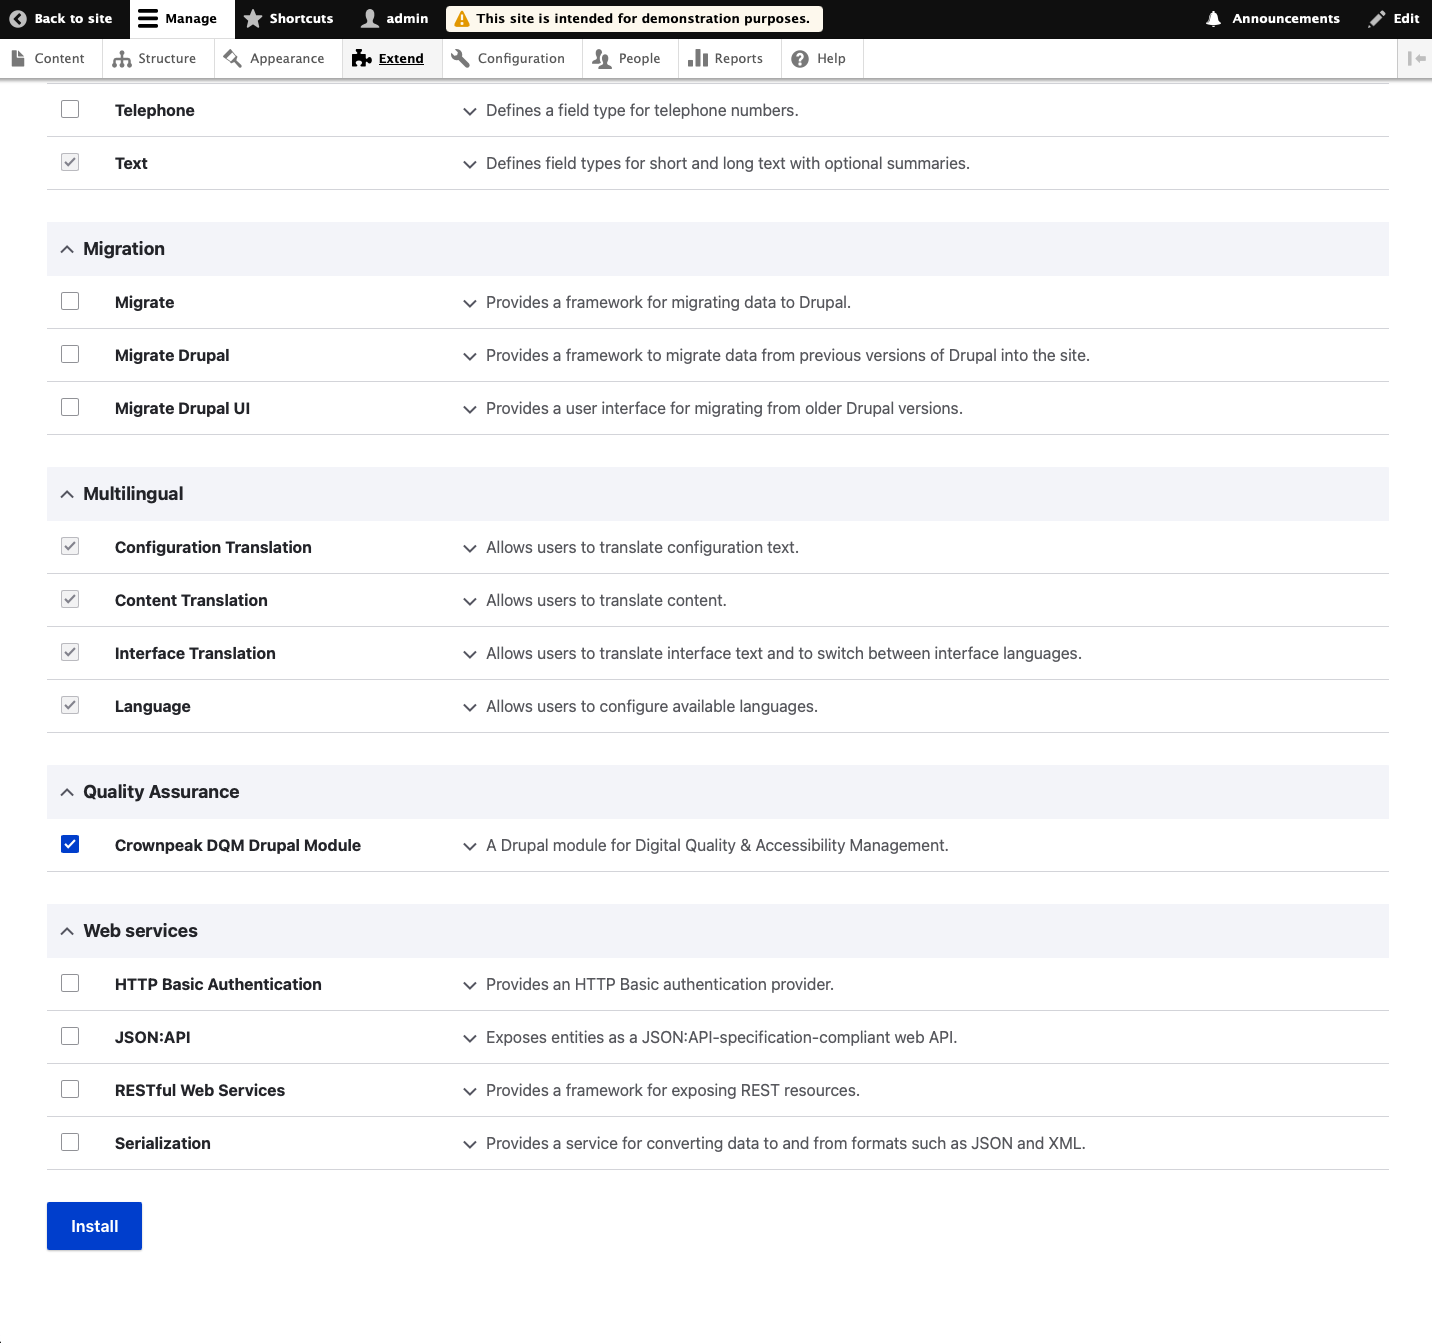 Back to site Manage Shortcuts admin This site is intended for demonstration purposes. Announcements Edit
Content Structure Appearance Extend Configuration People Reports Help
Telephone Defines a field type for telephone numbers.
Text Defines field types for short and long text with optional summaries.
Migration
Migrate Provides a framework for migrating data to Drupal.
Migrate Drupal Provides a framework to migrate data from previous versions of Drupal into the site.
Migrate Drupal UI Provides a user interface for migrating from older Drupal versions.
Multilingual
Configuration Translation Allows users to translate configuration text.
Content Translation Allows users to translate content.
Interface Translation Allows users to translate interface text and to switch between interface languages.
Language Allows users to configure available languages.
Quality Assurance
Crownpeak DQM Drupal Module A Drupal module for Digital Quality & Accessibility Management.
Web services
HTTP Basic Authentication Provides an HTTP Basic authentication provider.
JSON:API Exposes entities as a JSON:API-specification-compliant web API.
RESTful Web Services Provides a framework for exposing REST resources.
Serialization Provides a service for converting data to and from formats such as JSON and XML.
Install